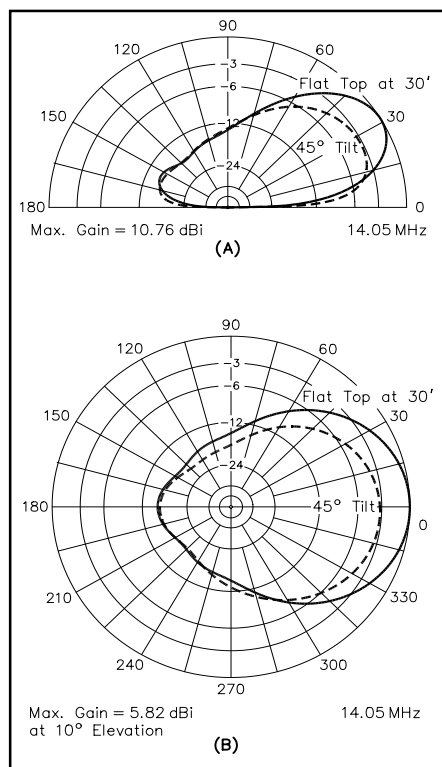 90
120
60
-3
Flat Top at 30'
-6
150
-12
30
45° Tilt
-24
180
0
Max. Gain = 10.76 dBi
14.05 MHz
(A)
90
120
60
-3
-6
Flat Top at 30'
150
30
-12
-24
180
45° Tilt
0
210
330
240
300
270
Max. Gain = 5.82 dBi
14.05 MHz
at 10° Elevation
(B)